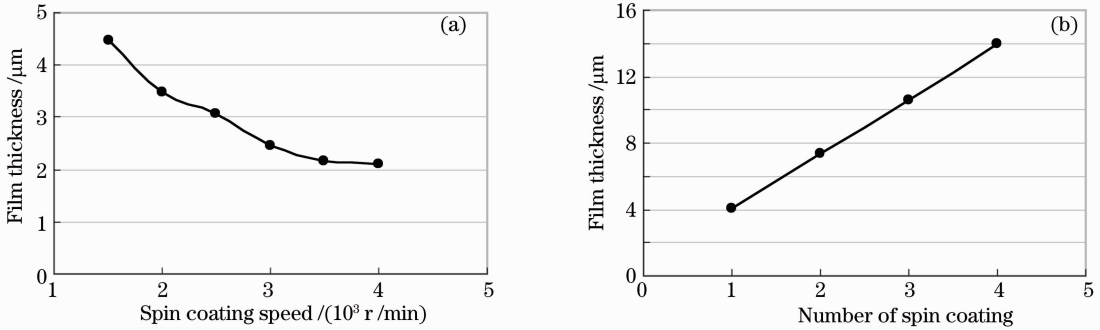 (a)
Film thickness /μm
5
4
3
2
1
0
1 2 3 4 5
Spin coating speed /(10³ r /min)
(b)
Film thickness /μm
16
12
8
4
0
0 1 2 3 4 5
Number of spin coating